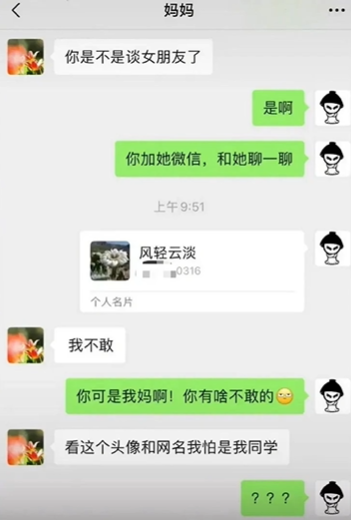 妈妈
你是不是谈女朋友了
是啊
你加她微信，和她聊一聊
上午9:51
风轻云淡
0316
个人名片
我不敢
你可是我妈啊！你有啥不敢的
看这个头像和网名我怕是我同学
？？？